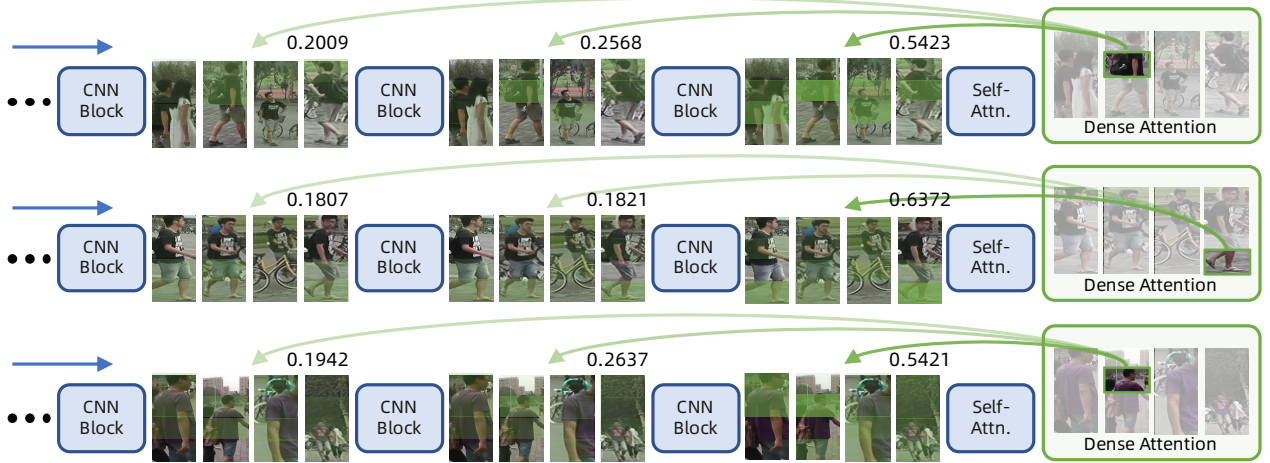 0.2009 0.2568 0.5423
CNN Block CNN Block CNN Block Self-Attn.
Dense Attention
0.1807 0.1821 0.6372
CNN Block CNN Block CNN Block Self-Attn.
Dense Attention
0.1942 0.2637 0.5421
CNN Block CNN Block CNN Block Self-Attn.
Dense Attention